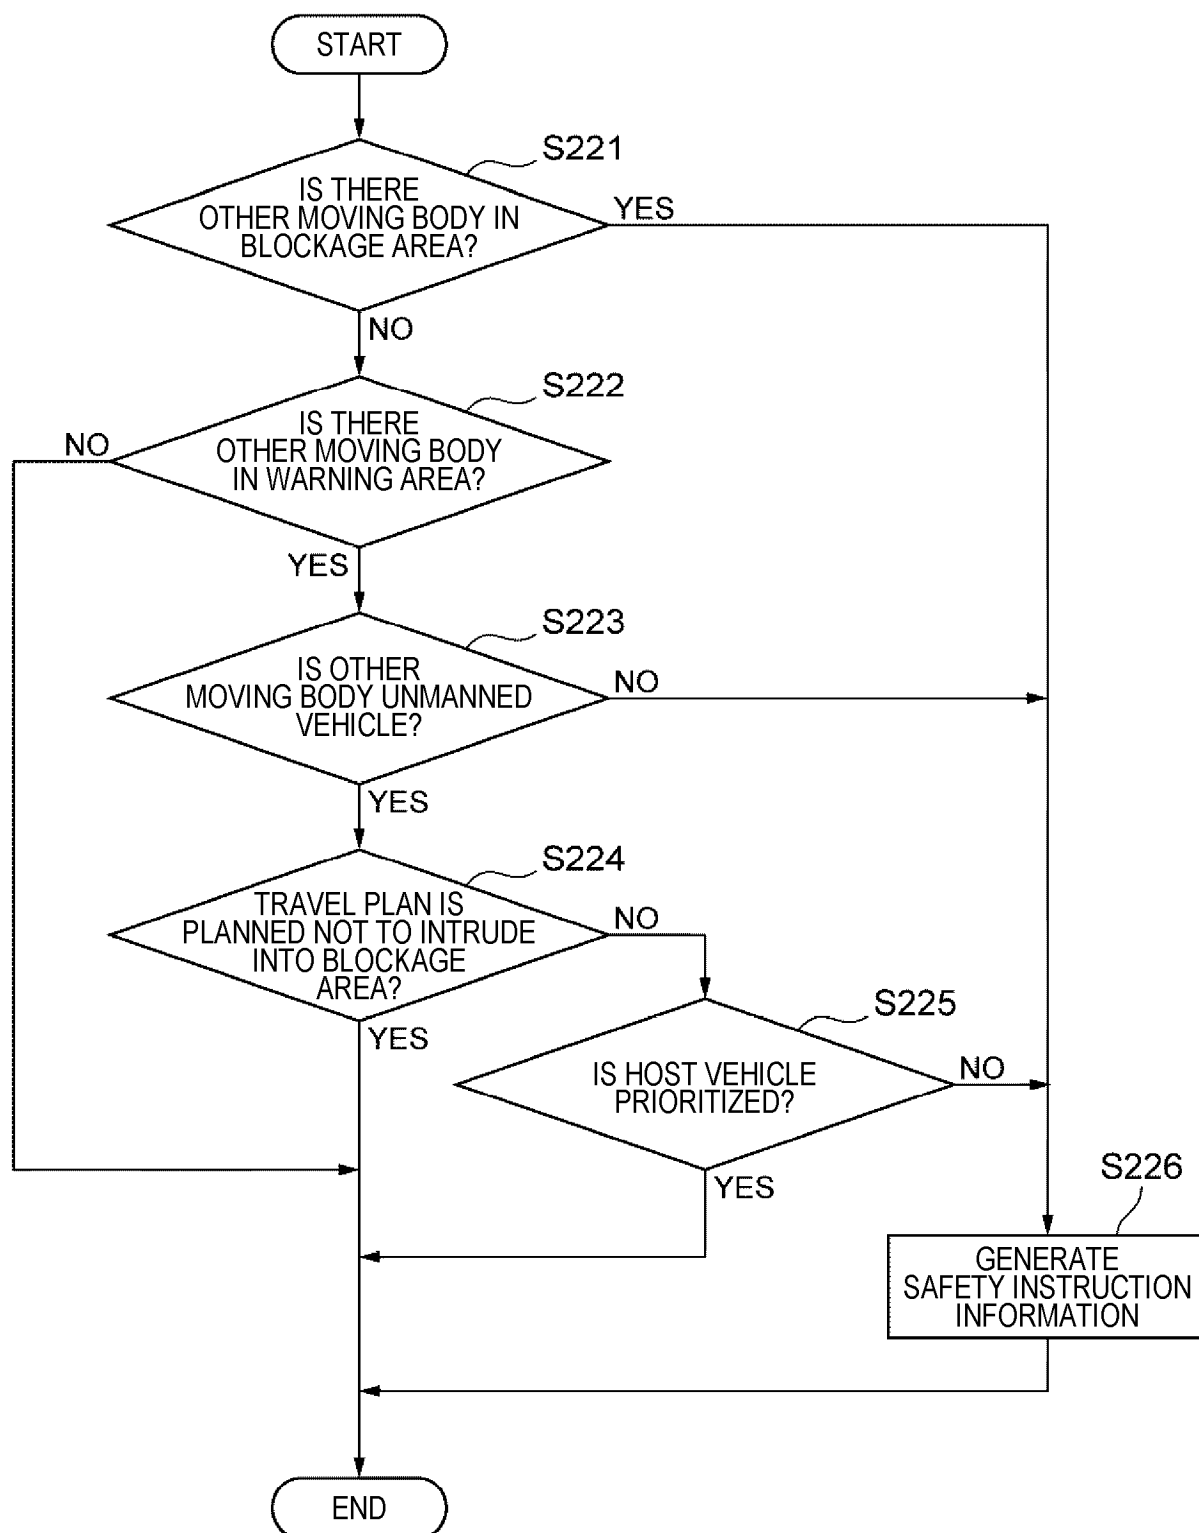 START
S221
IS THERE
OTHER MOVING BODY IN
BLOCKAGE AREA?
YES
NO
S222
IS THERE
OTHER MOVING BODY
IN WARNING AREA?
NO
YES
S223
IS OTHER
MOVING BODY UNMANNED
VEHICLE?
NO
YES
S224
TRAVEL PLAN IS
PLANNED NOT TO INTRUDE
INTO BLOCKAGE
AREA?
NO
YES
S225
IS HOST VEHICLE
PRIORITIZED?
NO
YES
S226
GENERATE
SAFETY INSTRUCTION
INFORMATION
END